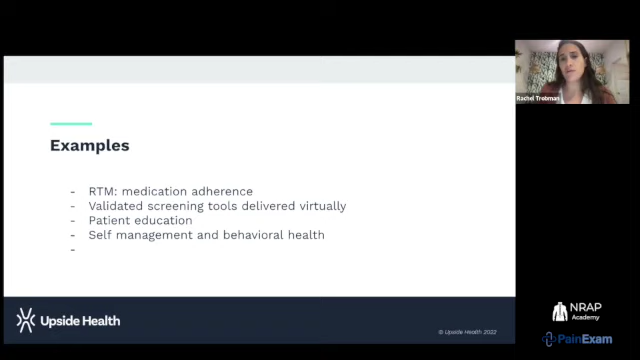 Examples
- RTM: medication adherence
- Validated screening tools delivered virtually
- Patient education
- Self management and behavioral health
-
Upside Health
© Upside Health 2022
Rachel Trobman
NRAP
Academy
PainExam